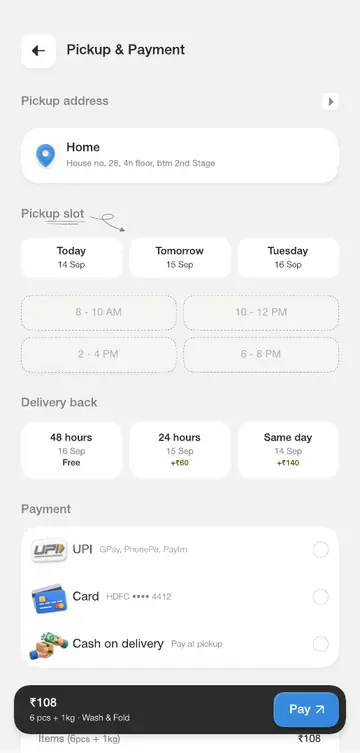 Pickup & Payment
Pickup address
Home
House no. 28, 4h floor, btm 2nd Stage
Pickup slot
Today
14 Sep
Tomorrow
15 Sep
Tuesday
16 Sep
8 - 10 AM
10 - 12 PM
2 - 4 PM
6 - 8 PM
Delivery back
48 hours
16 Sep
Free
24 hours
15 Sep
+₹60
Same day
14 Sep
+₹140
Payment
UPI
UPI GPay, PhonePe, Paytm
Card HDFC •••• 4412
Cash on delivery Pay at pickup
₹108
6 pcs + 1kg · Wash & Fold
Pay
Items (6pcs + 1kg) ₹108